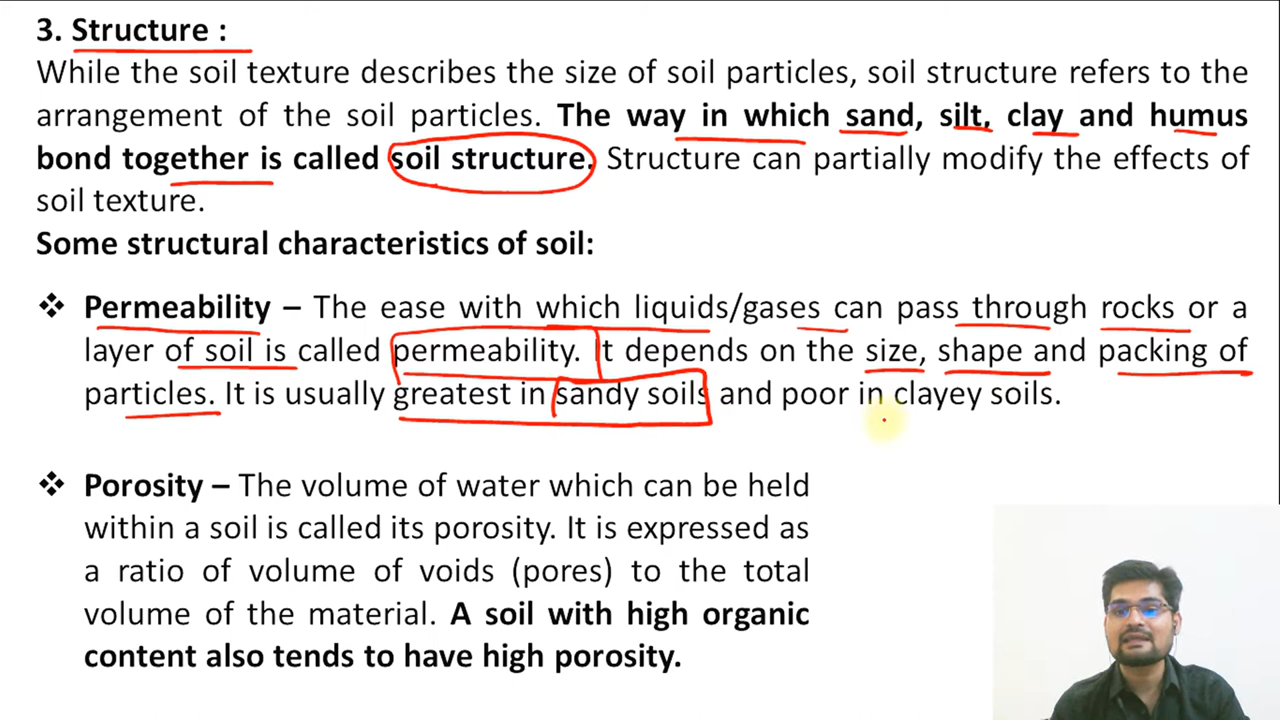 3. Structure :
While the soil texture describes the size of soil particles, soil structure refers to the
arrangement of the soil particles. The way in which sand, silt, clay and humus
bond together is called soil structure. Structure can partially modify the effects of
soil texture.
Some structural characteristics of soil:
❖ Permeability – The ease with which liquids/gases can pass through rocks or a
layer of soil is called permeability. It depends on the size, shape and packing of
particles. It is usually greatest in sandy soils and poor in clayey soils.
❖ Porosity – The volume of water which can be held
within a soil is called its porosity. It is expressed as
a ratio of volume of voids (pores) to the total
volume of the material. A soil with high organic
content also tends to have high porosity.